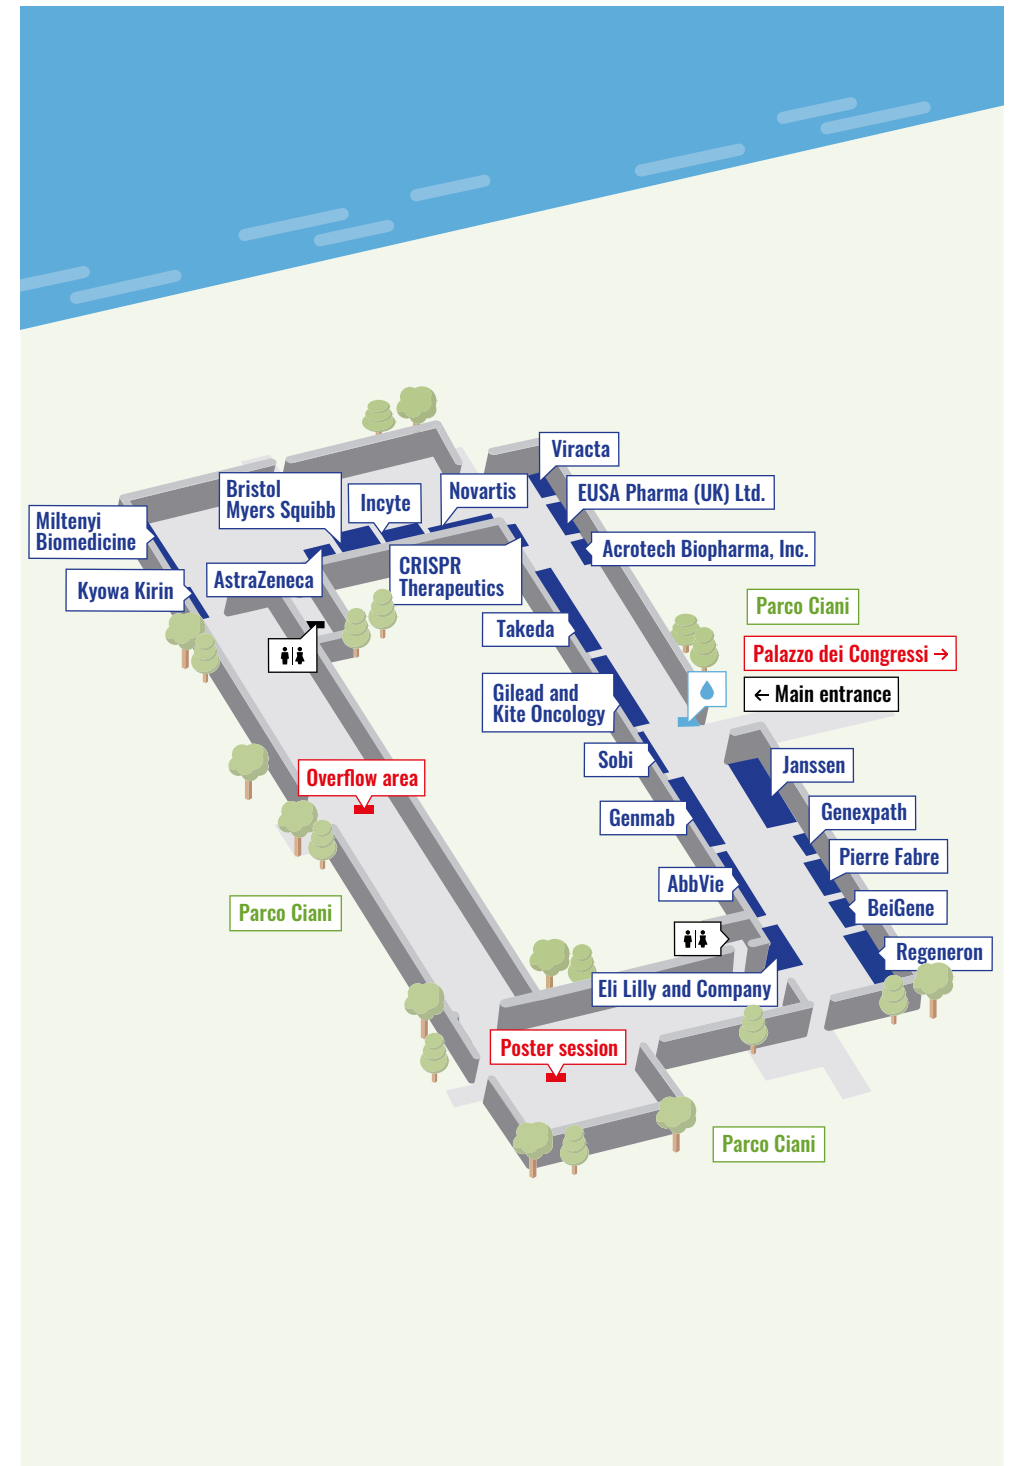 Viracta
Bristol
Myers Squibb
Incyte
Novartis
EUSA Pharma (UK) Ltd.
Miltenyi
Biomedicine
Acrotech Biopharma, Inc.
AstraZeneca
CRISPR
Therapeutics
Kyowa Kirin
Parco Ciani
Takeda
Palazzo dei Congressi →
← Main entrance
Gilead and
Kite Oncology
Sobi
Janssen
Overflow area
Genmab
Genexpath
Pierre Fabre
AbbVie
BeiGene
Parco Ciani
Regeneron
Eli Lilly and Company
Poster session
Parco Ciani